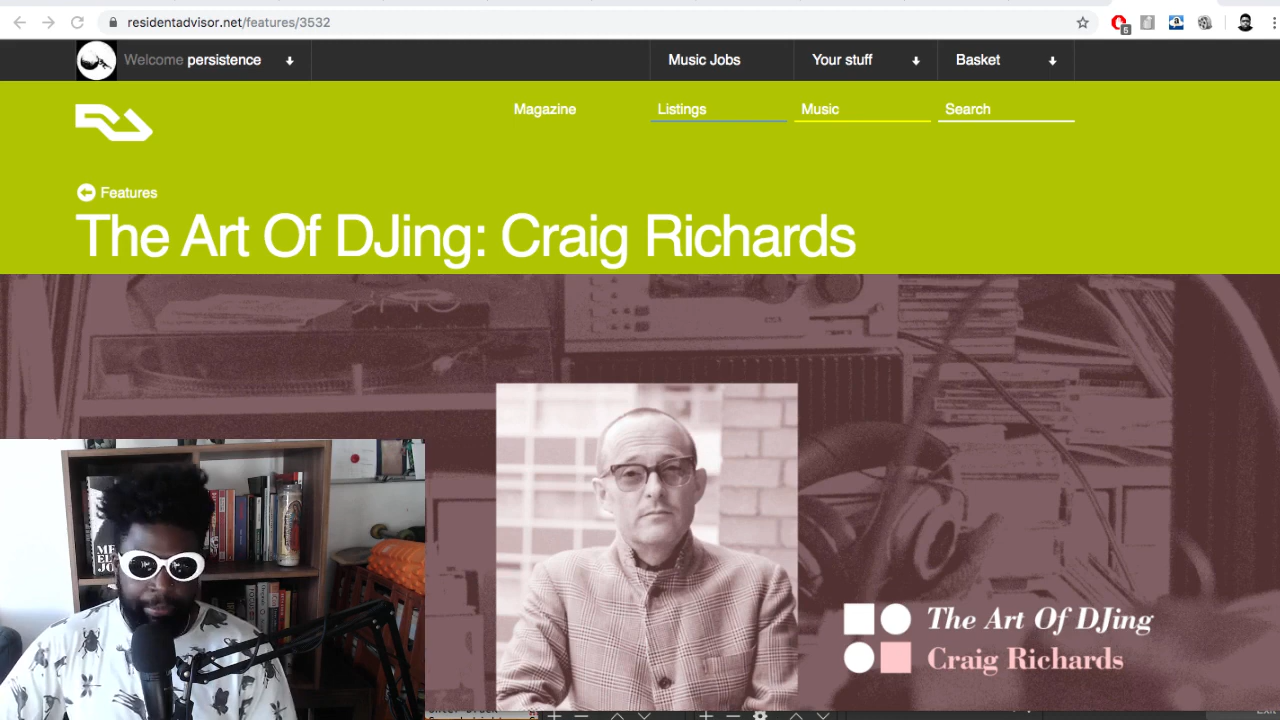 residentadvisor.net/features/3532
5
Welcome persistence
Music Jobs
Your stuff
Basket
Magazine
Listings
Music
Search
Features
The Art Of DJing: Craig Richards
The Art Of DJing
Craig Richards